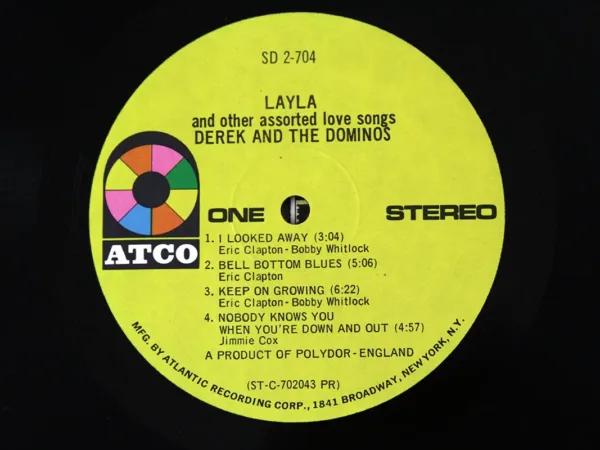 SD 2-704
LAYLA
and other assorted love songs
DEREK AND THE DOMINOS
ATCO
ONE
STEREO
1. I LOOKED AWAY (3:04)
Eric Clapton-Bobby Whitlock
2. BELL BOTTOM BLUES (5:06)
Eric Clapton
3. KEEP ON GROWING (6:22)
Eric Clapton-Bobby Whitlock
4. NOBODY KNOWS YOU
WHEN YOU'RE DOWN AND OUT (4:57)
Jimmie Cox
A PRODUCT OF POLYDOR-ENGLAND
(ST-C-702043 PR)
MFG. BY ATLANTIC RECORDING CORP., 1841 BROADWAY, NEW YORK, N.Y.